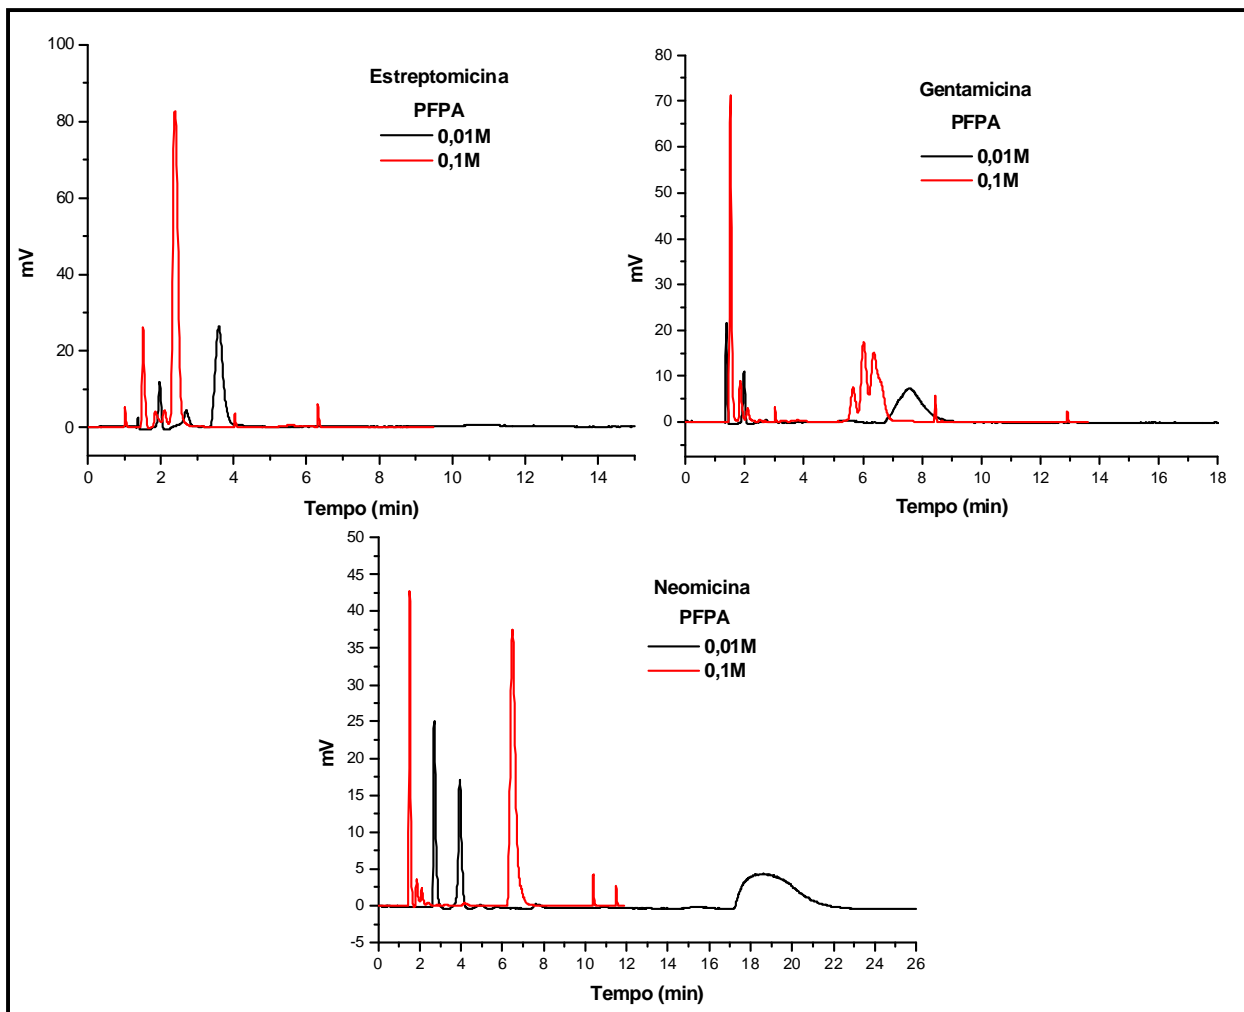 Estreptomicina
PFPA
0,01M
0,1M
100
80
60
40
20
0
mV
0 2 4 6 8 10 12 14
Tempo (min)
Gentamicina
PFPA
0,01M
0,1M
80
70
60
50
40
30
20
10
0
mV
0 2 4 6 8 10 12 14 16 18
Tempo (min)
Neomicina
PFPA
0,01M
0,1M
50
45
40
35
30
25
20
15
10
5
0
-5
mV
0 2 4 6 8 10 12 14 16 18 20 22 24 26
Tempo (min)